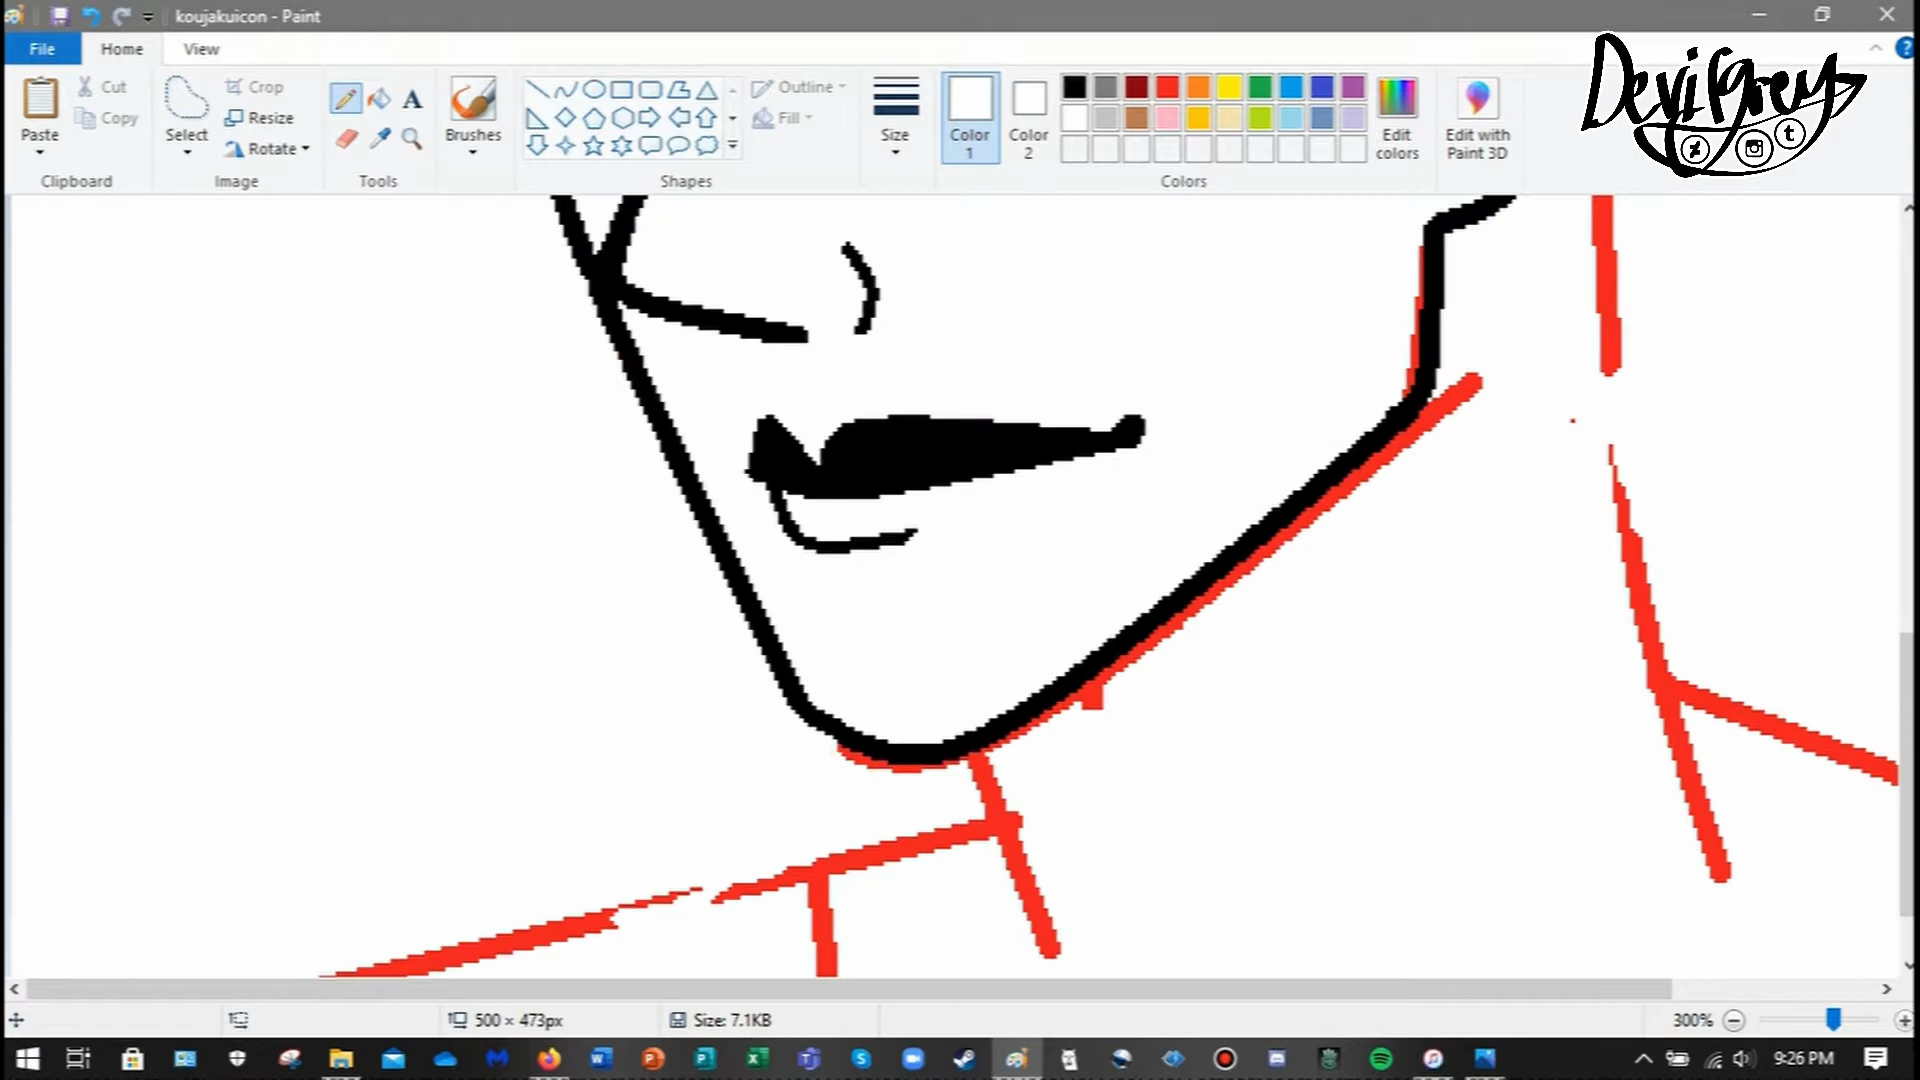 koujakuicon - Paint
File Home View
Paste
Cut
Copy
Clipboard
Select
Crop
Resize
Rotate
Image
A
Tools
Brushes
Shapes
Outline
Fill
Size
Color 1
Color 2
Edit colors
Colors
Edit with Paint 3D
Devilgrey
500 × 473px
Size: 7.1KB
300%
9:26 PM